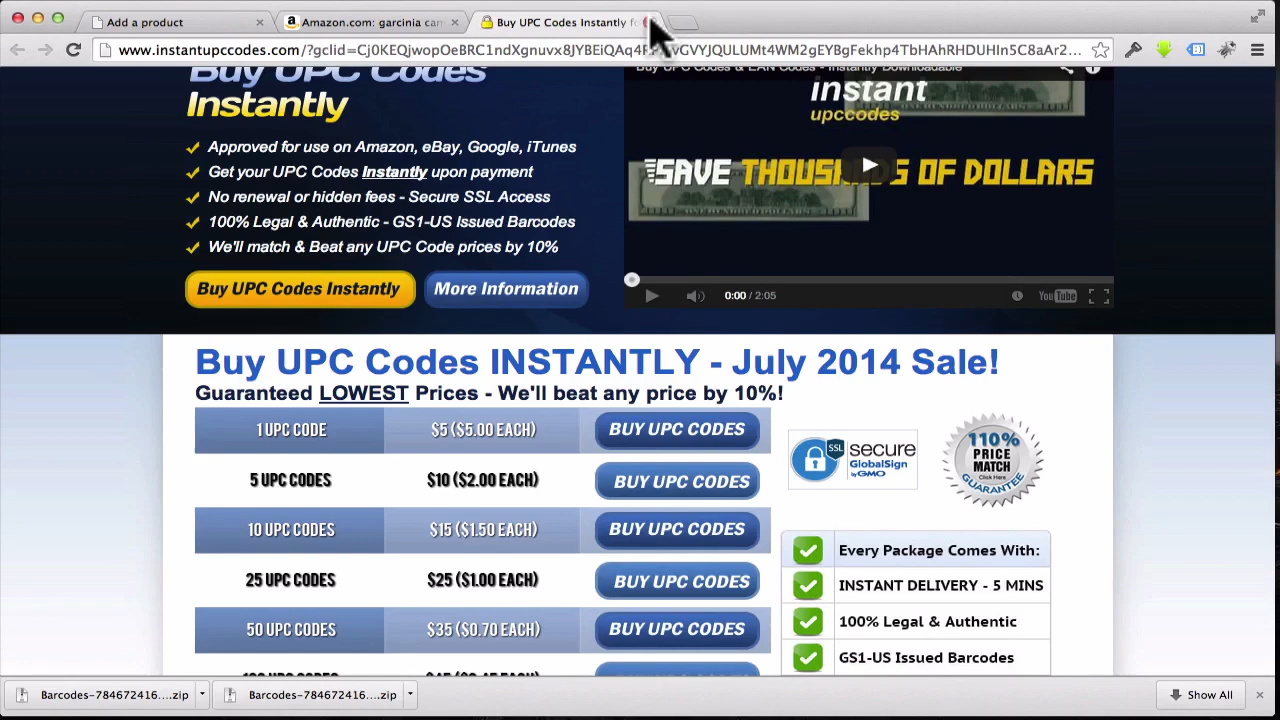 Add a product
Amazon.com: garcinia cam
Buy UPC Codes Instantly fo
www.instantupccodes.com/?gclid=
Buy UPC Codes
Instantly
Approved for use on Amazon, eBay, Google, iTunes
Get your UPC Codes Instantly upon payment
No renewal or hidden fees - Secure SSL Access
100% Legal & Authentic - GS1-US Issued Barcodes
We'll match & Beat any UPC Code prices by 10%
Buy UPC Codes Instantly
More Information
Buy UPC Codes & EAN Codes - Instantly Downloadable
instant
upccodes
SAVE THOUSANDS OF DOLLARS
0:00 / 2:05
YouTube
Buy UPC Codes INSTANTLY - July 2014 Sale!
Guaranteed LOWEST Prices - We'll beat any price by 10%!
1 UPC CODE $5 ($5.00 EACH) BUY UPC CODES
5 UPC CODES $10 ($2.00 EACH) BUY UPC CODES
10 UPC CODES $15 ($1.50 EACH) BUY UPC CODES
25 UPC CODES $25 ($1.00 EACH) BUY UPC CODES
50 UPC CODES $35 ($0.70 EACH) BUY UPC CODES
SSL
secure
GlobalSign
by GMO
110%
PRICE
MATCH
Click Here
GUARANTEE
Every Package Comes With:
INSTANT DELIVERY - 5 MINS
100% Legal & Authentic
GS1-US Issued Barcodes
Barcodes-784672416....zip
Barcodes-784672416....zip
Show All